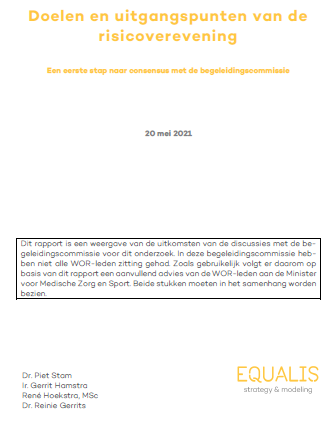 Doelen en uitgangspunten van de
risicoverevening
Een eerste stap naar consensus met de begeleidingscommissie
20 mei 2021
Dit rapport is een weergave van de uitkomsten van de discussies met de be-
geleidingscommissie voor dit onderzoek. In deze begeleidingscommissie heb-
ben niet alle WOR-leden zitting gehad. Zoals gebruikelijk volgt er daarom op
basis van dit rapport een aanvullend advies van de WOR-leden aan de Minister
voor Medische Zorg en Sport. Beide stukken moeten in het samenhang worden
bezien.
Dr. Piet Stam
Ir. Gerrit Hamstra
René Hoekstra, MSc
Dr. Reinie Gerrits
EQUALIS
strategy & modeling